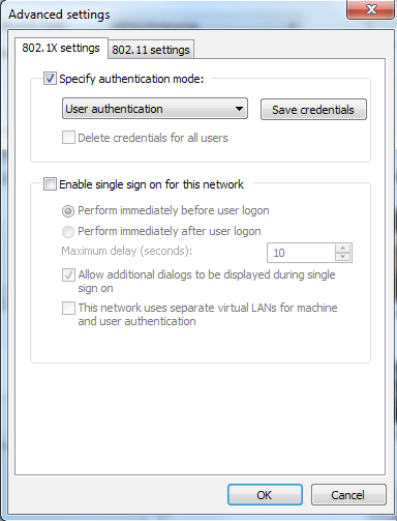 Advanced settings
802.1X settings
802.11 settings
Specify authentication mode:
User authentication
Save credentials
Delete credentials for all users
Enable single sign on for this network
Perform immediately before user logon
Perform immediately after user logon
Maximum delay (seconds):
10
Allow additional dialogs to be displayed during single
sign on
This network uses separate virtual LANs for machine
and user authentication
OK
Cancel